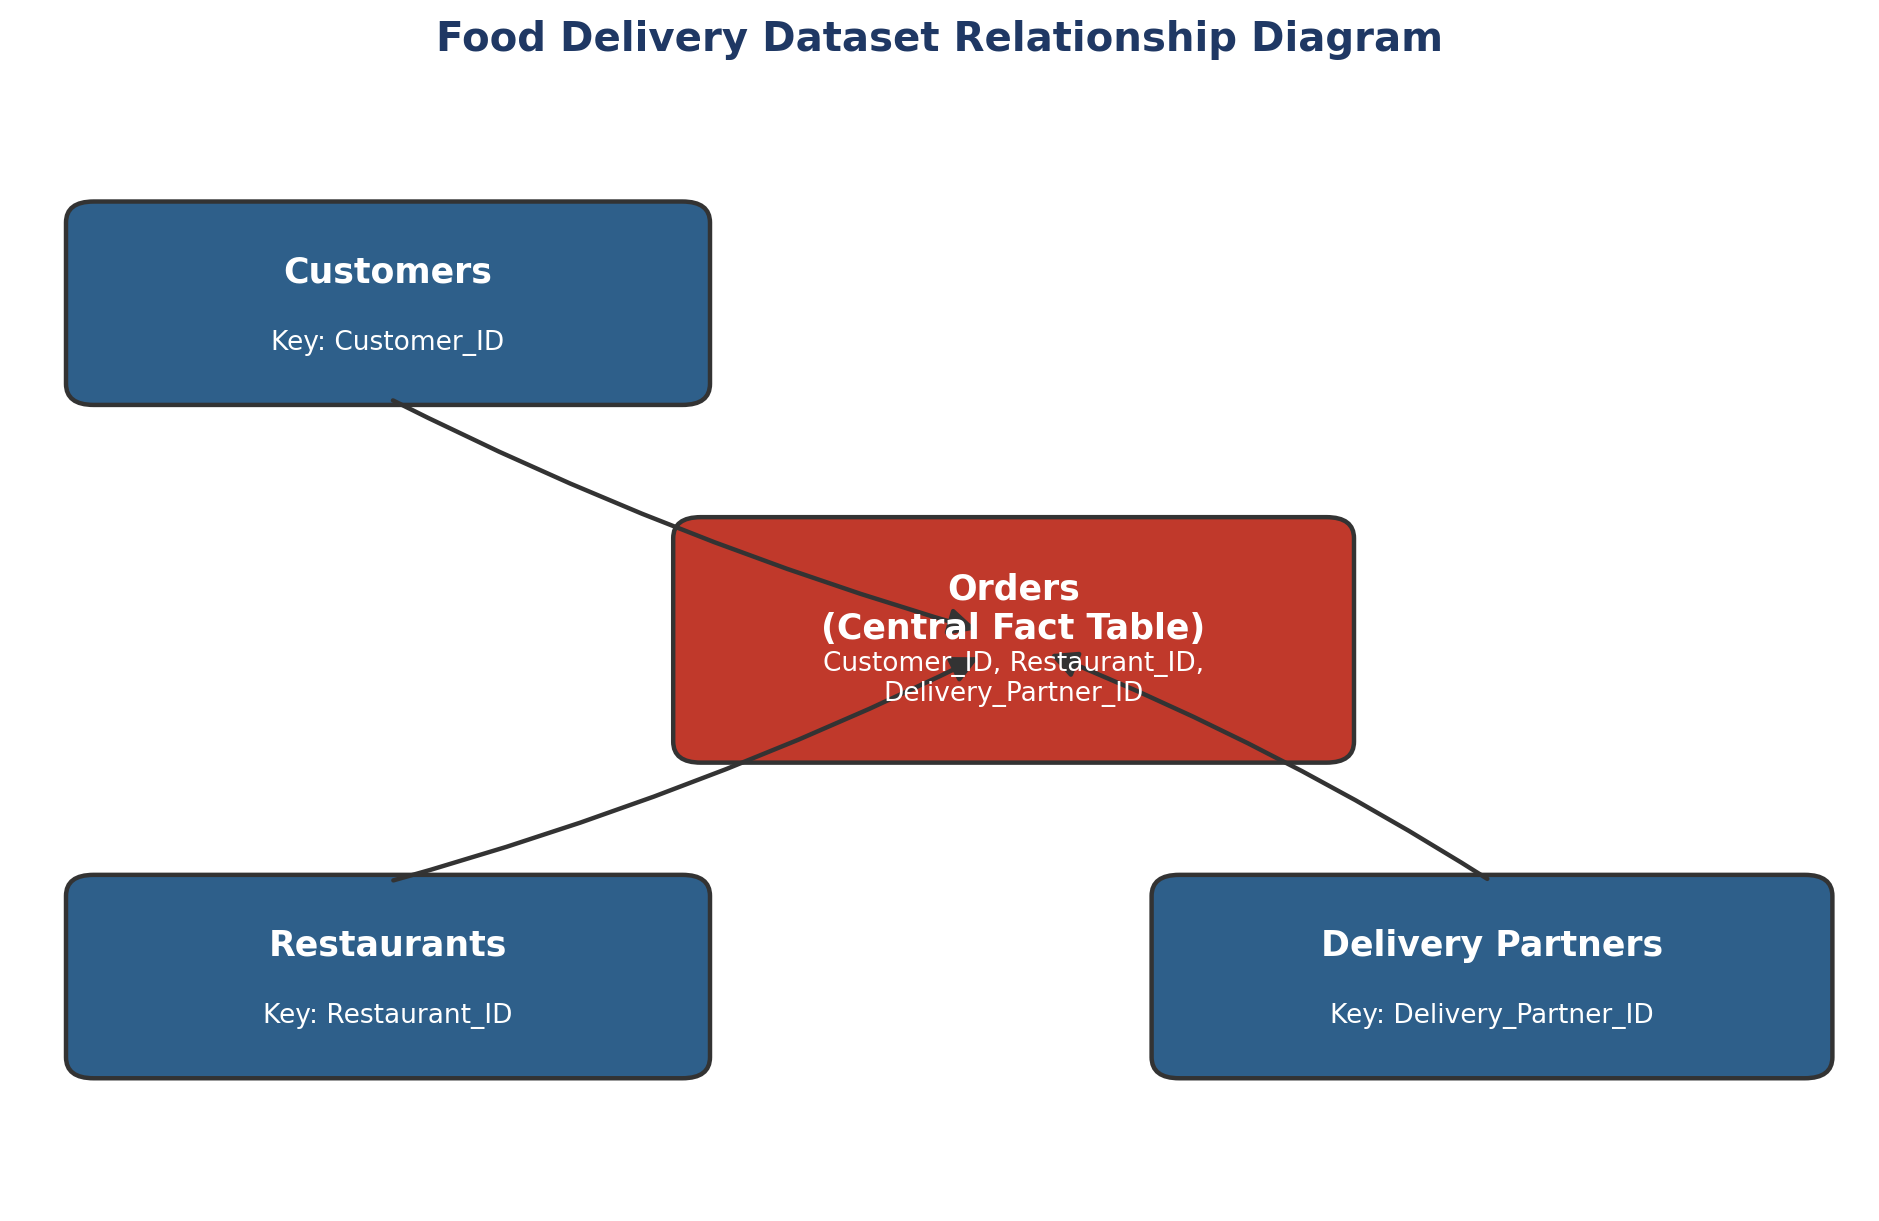 Food Delivery Dataset Relationship Diagram
Customers
Key: Customer_ID
Orders
(Central Fact Table)
Customer_ID, Restaurant_ID,
Delivery_Partner_ID
Restaurants
Key: Restaurant_ID
Delivery Partners
Key: Delivery_Partner_ID